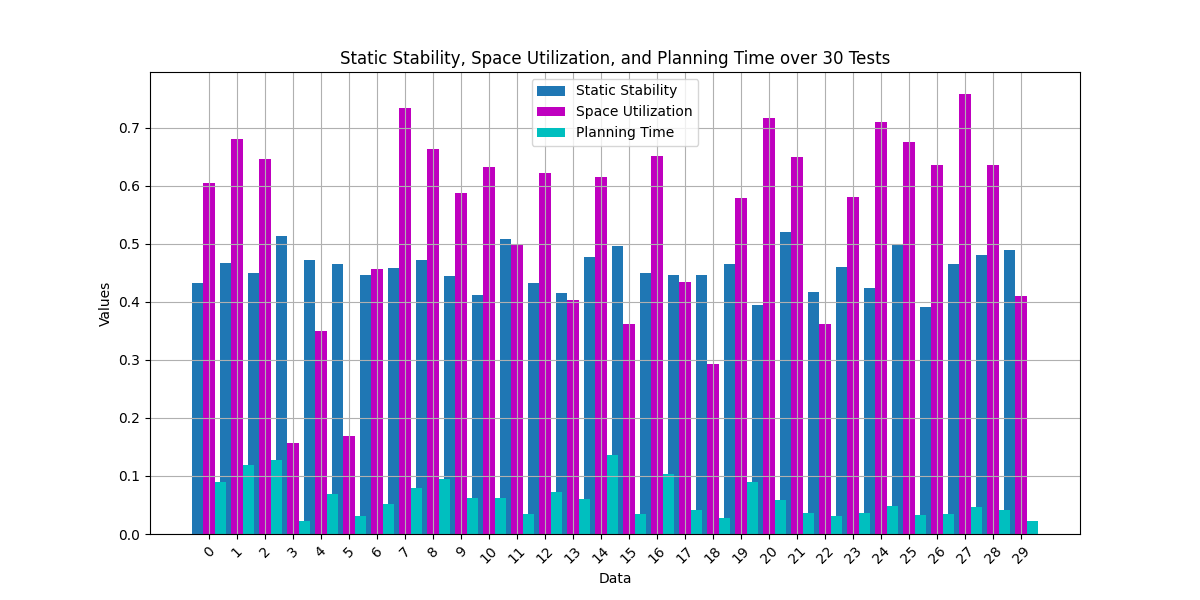 Static Stability, Space Utilization, and Planning Time over 30 Tests
Static Stability
Space Utilization
Planning Time
Values
0.7
0.6
0.5
0.4
0.3
0.2
0.1
0.0
0 1 2 3 4 5 6 7 8 9 10 11 12 13 14 15 16 17 18 19 20 21 22 23 24 25 26 27 28 29
Data